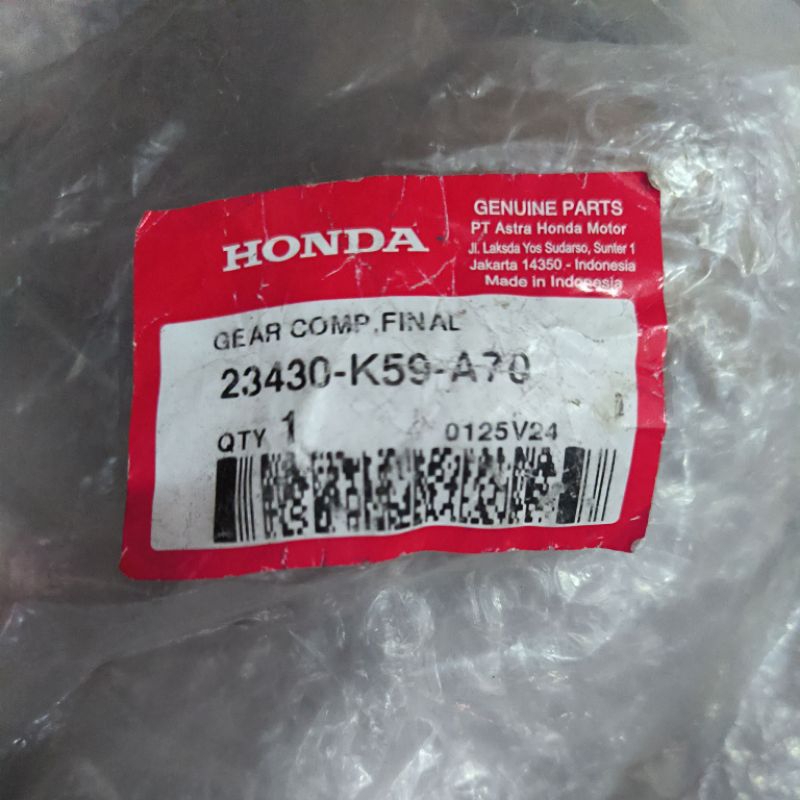 HONDA
GENUINE PARTS
PT Astra Honda Motor
Jl. Laksda Yos Sudarso, Sunter 1
Jakarta 14350 - Indonesia
Made in Indonesia
GEAR COMP,FINAL
23430-K59-A70
QTY 1
0125V24